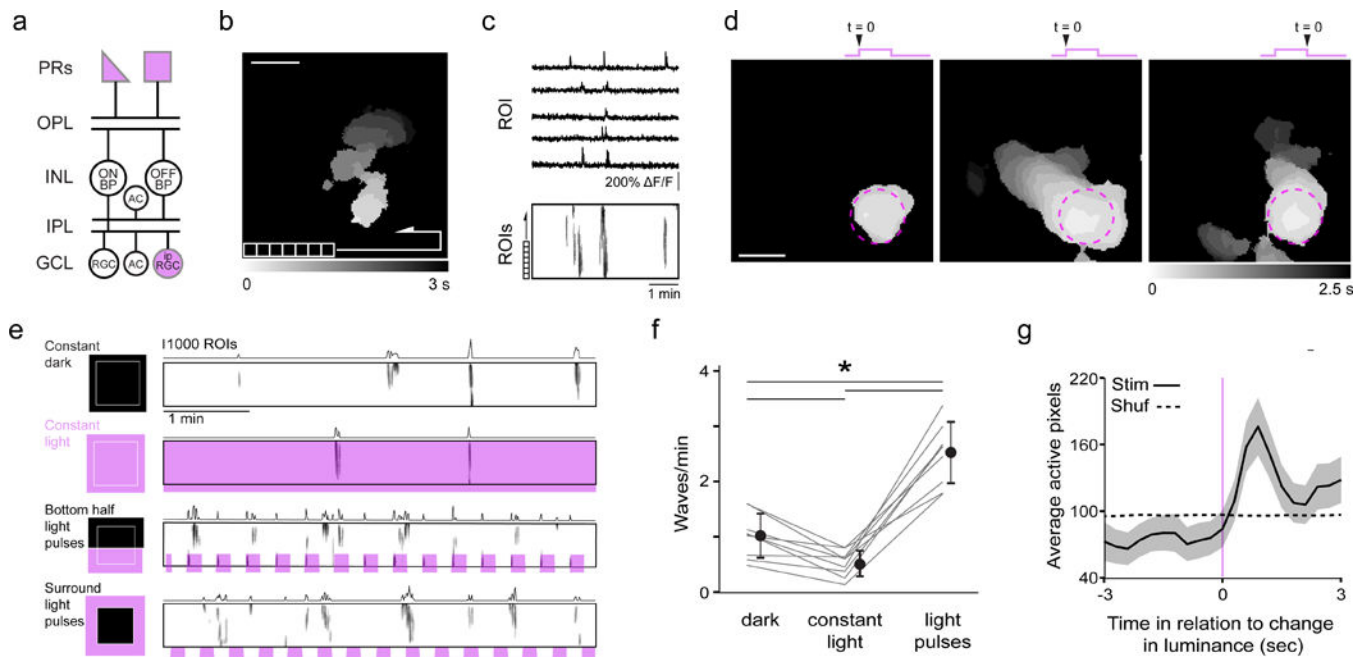 a
PRs
OPL
INL
ON BP
OFF BP
AC
IPL
GCL
RGC
AC
ip RGC
b
0
3 s
c
ROI
200% ΔF/F
ROIs
1 min
d
t = 0
t = 0
t = 0
0
2.5 s
e
Constant
dark
I1000 ROIs
1 min
Constant
light
Bottom half
light
pulses
Surround
light
pulses
f
Waves/min
4
*
2
0
dark
constant
light
light
pulses
g
Average active pixels
220
160
100
40
Stim
Shuf
-3
0
3
Time in relation to change
in luminance (sec)